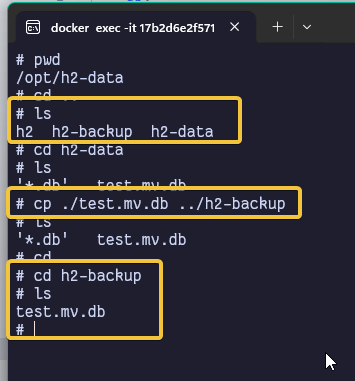 docker exec -it 17b2d6e2f571
# pwd
/opt/h2-data
# cd ..
# ls
h2  h2-backup  h2-data
# cd h2-data
# ls
'*.db'   test.mv.db
# cp ./test.mv.db ../h2-backup
# ls
'*.db'   test.mv.db
# cd
# cd h2-backup
# ls
test.mv.db
#